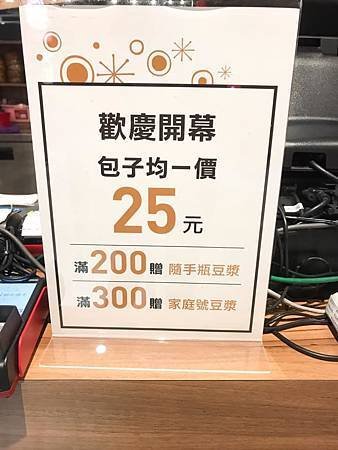 歡慶開幕
包子均一價
25元
滿200贈 隨手瓶豆漿
滿300贈 家庭號豆漿